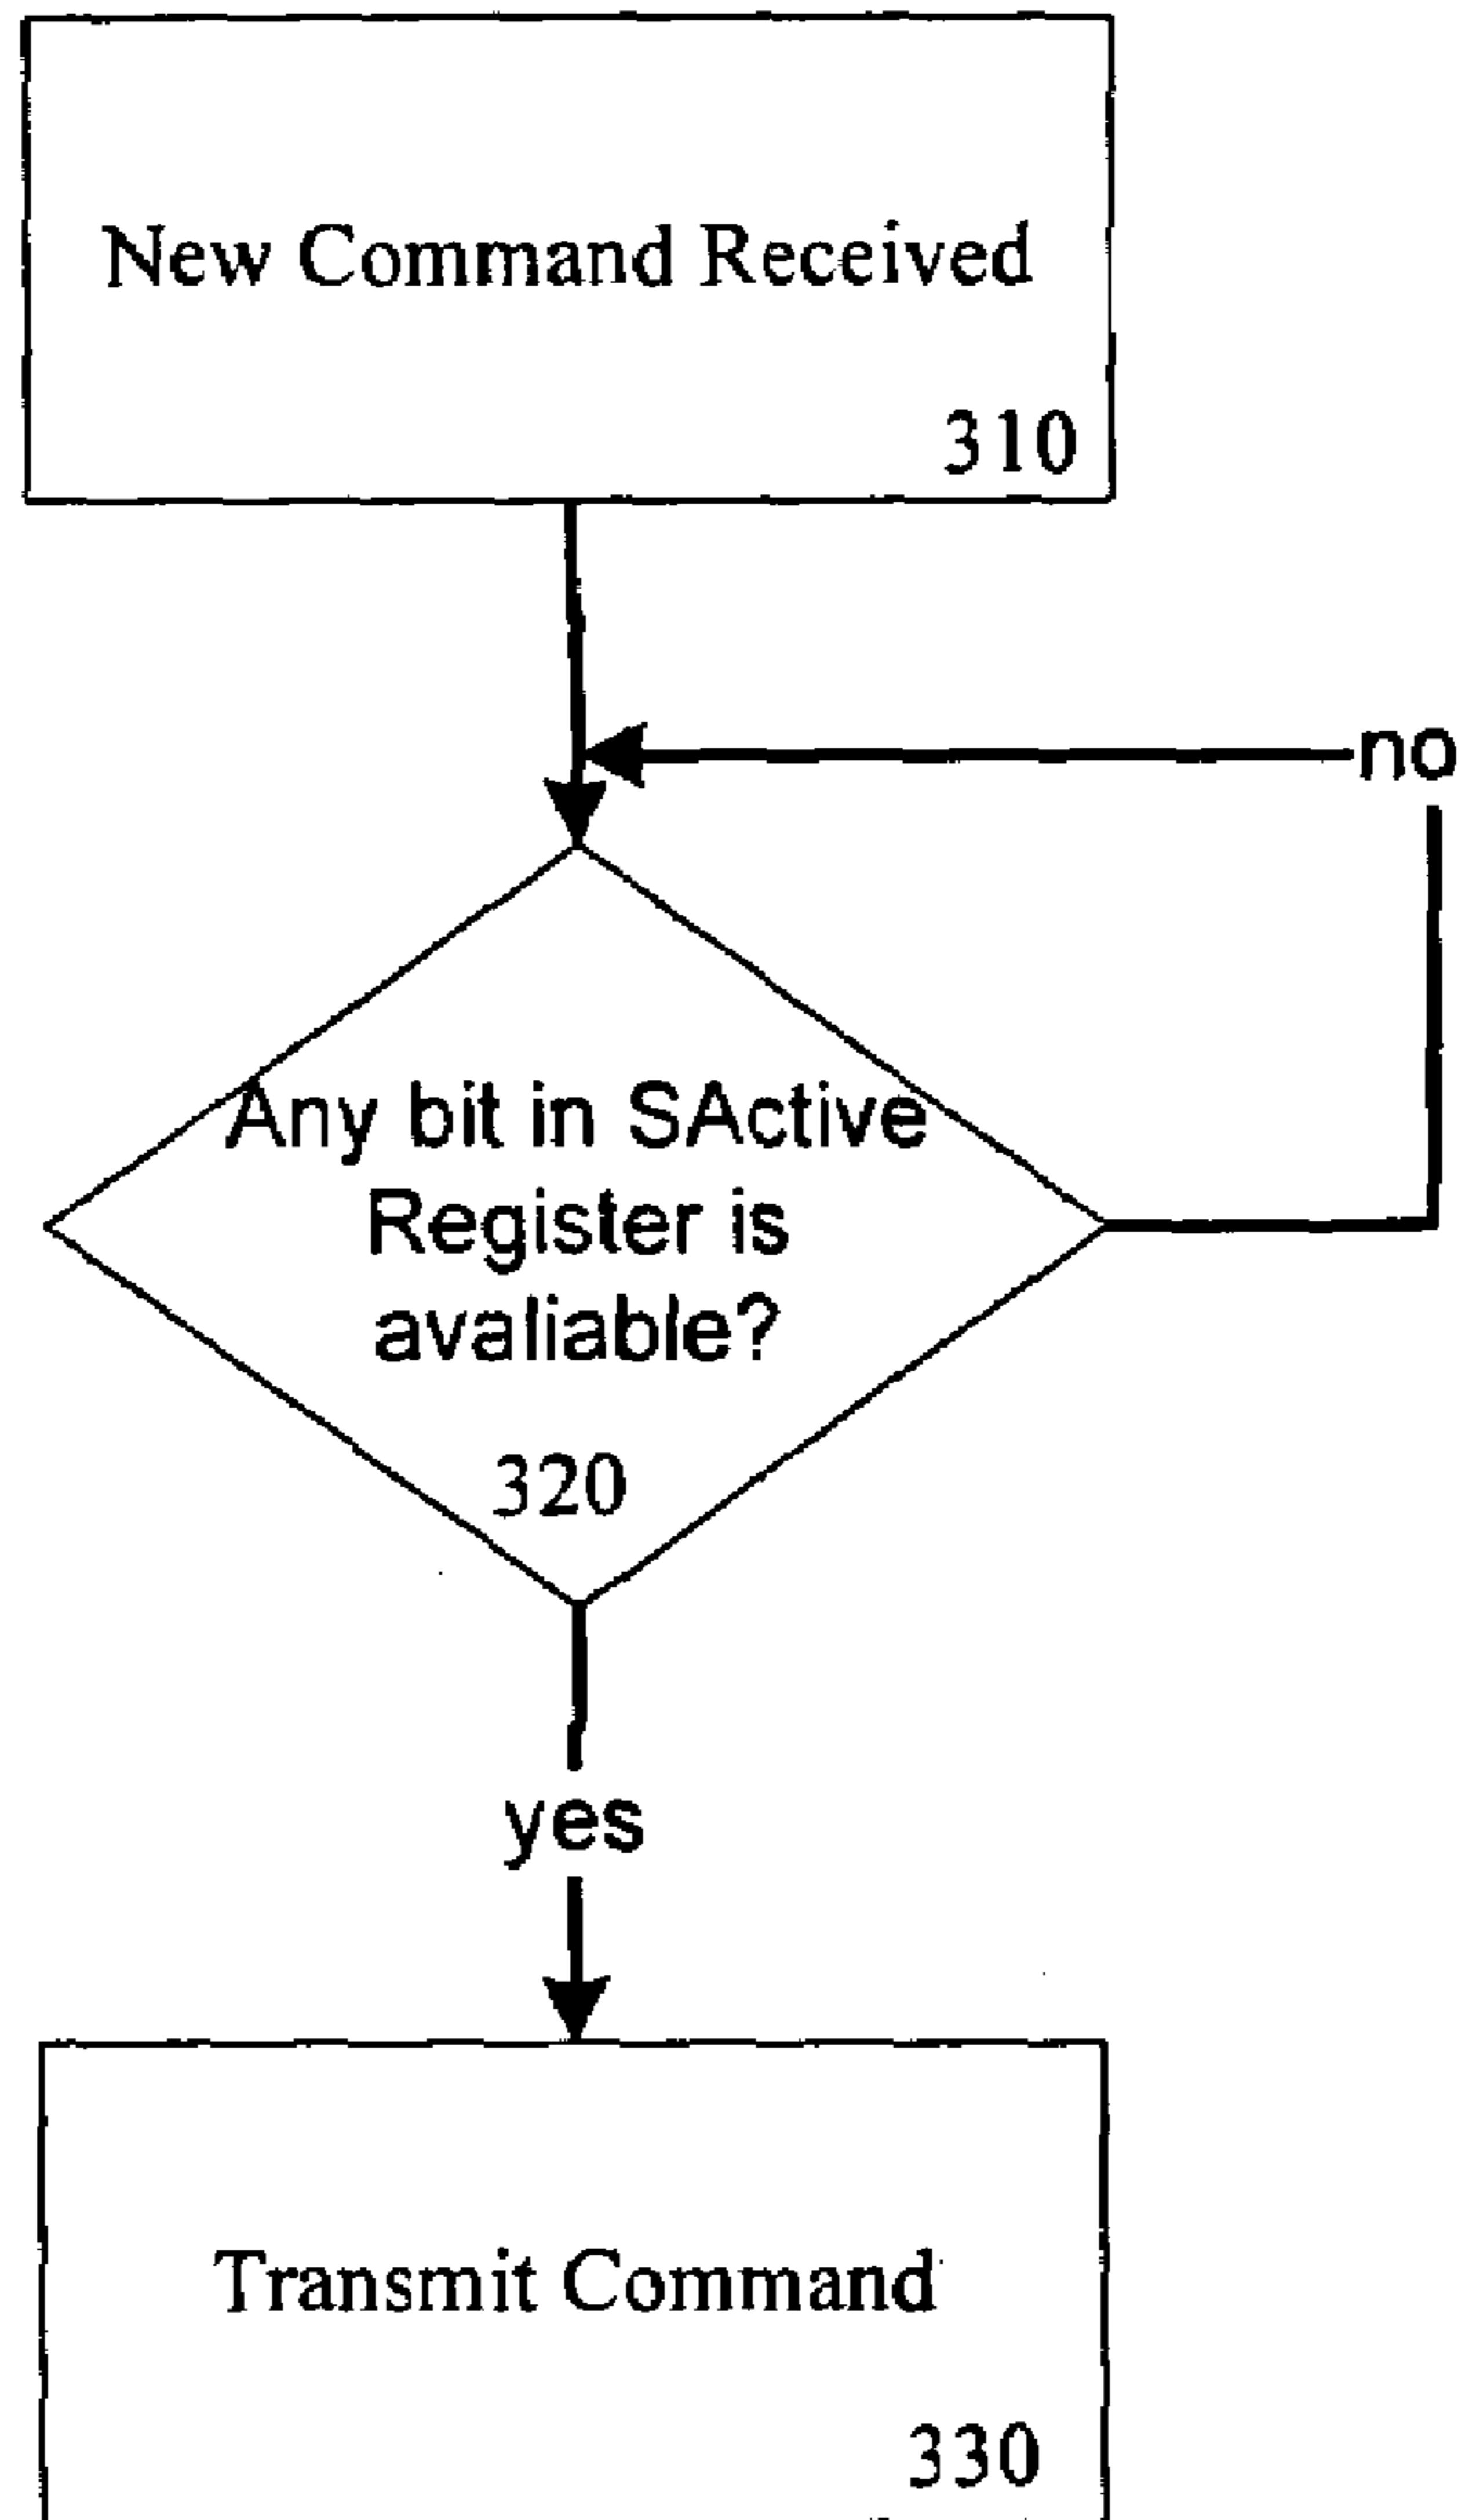 New Command Received
310
no
Any bit in SActive
Register is
avaliable?
320
yes
Transmit Command
330